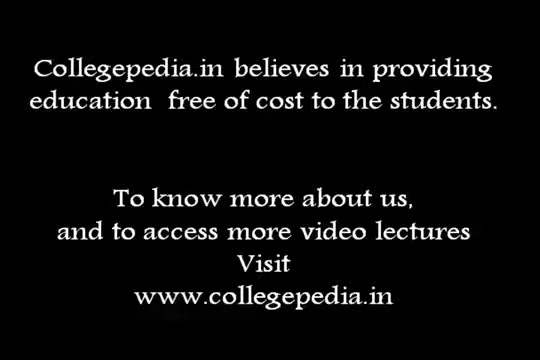 Collegepedia.in believes in providing
education free of cost to the students.
To know more about us,
and to access more video lectures
Visit
www.collegepedia.in